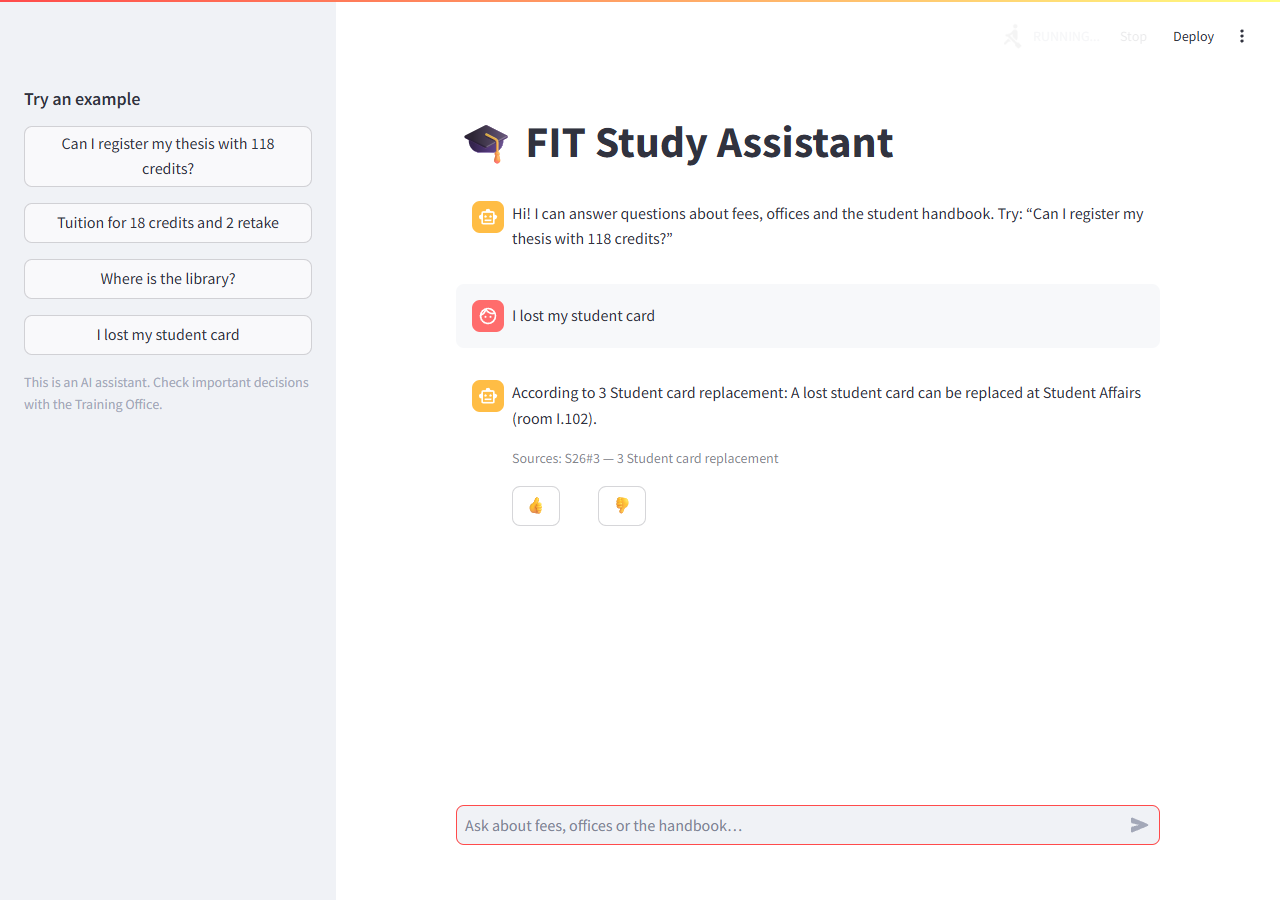 RUNNING...
Stop
Deploy
Try an example
Can I register my thesis with 118
credits?
Tuition for 18 credits and 2 retake
Where is the library?
I lost my student card
This is an AI assistant. Check important decisions
with the Training Office.
FIT Study Assistant
Hi! I can answer questions about fees, offices and the student handbook. Try: “Can I register my
thesis with 118 credits?”
I lost my student card
According to 3 Student card replacement: A lost student card can be replaced at Student Affairs
(room I.102).
Sources: S26#3 — 3 Student card replacement
Ask about fees, offices or the handbook…